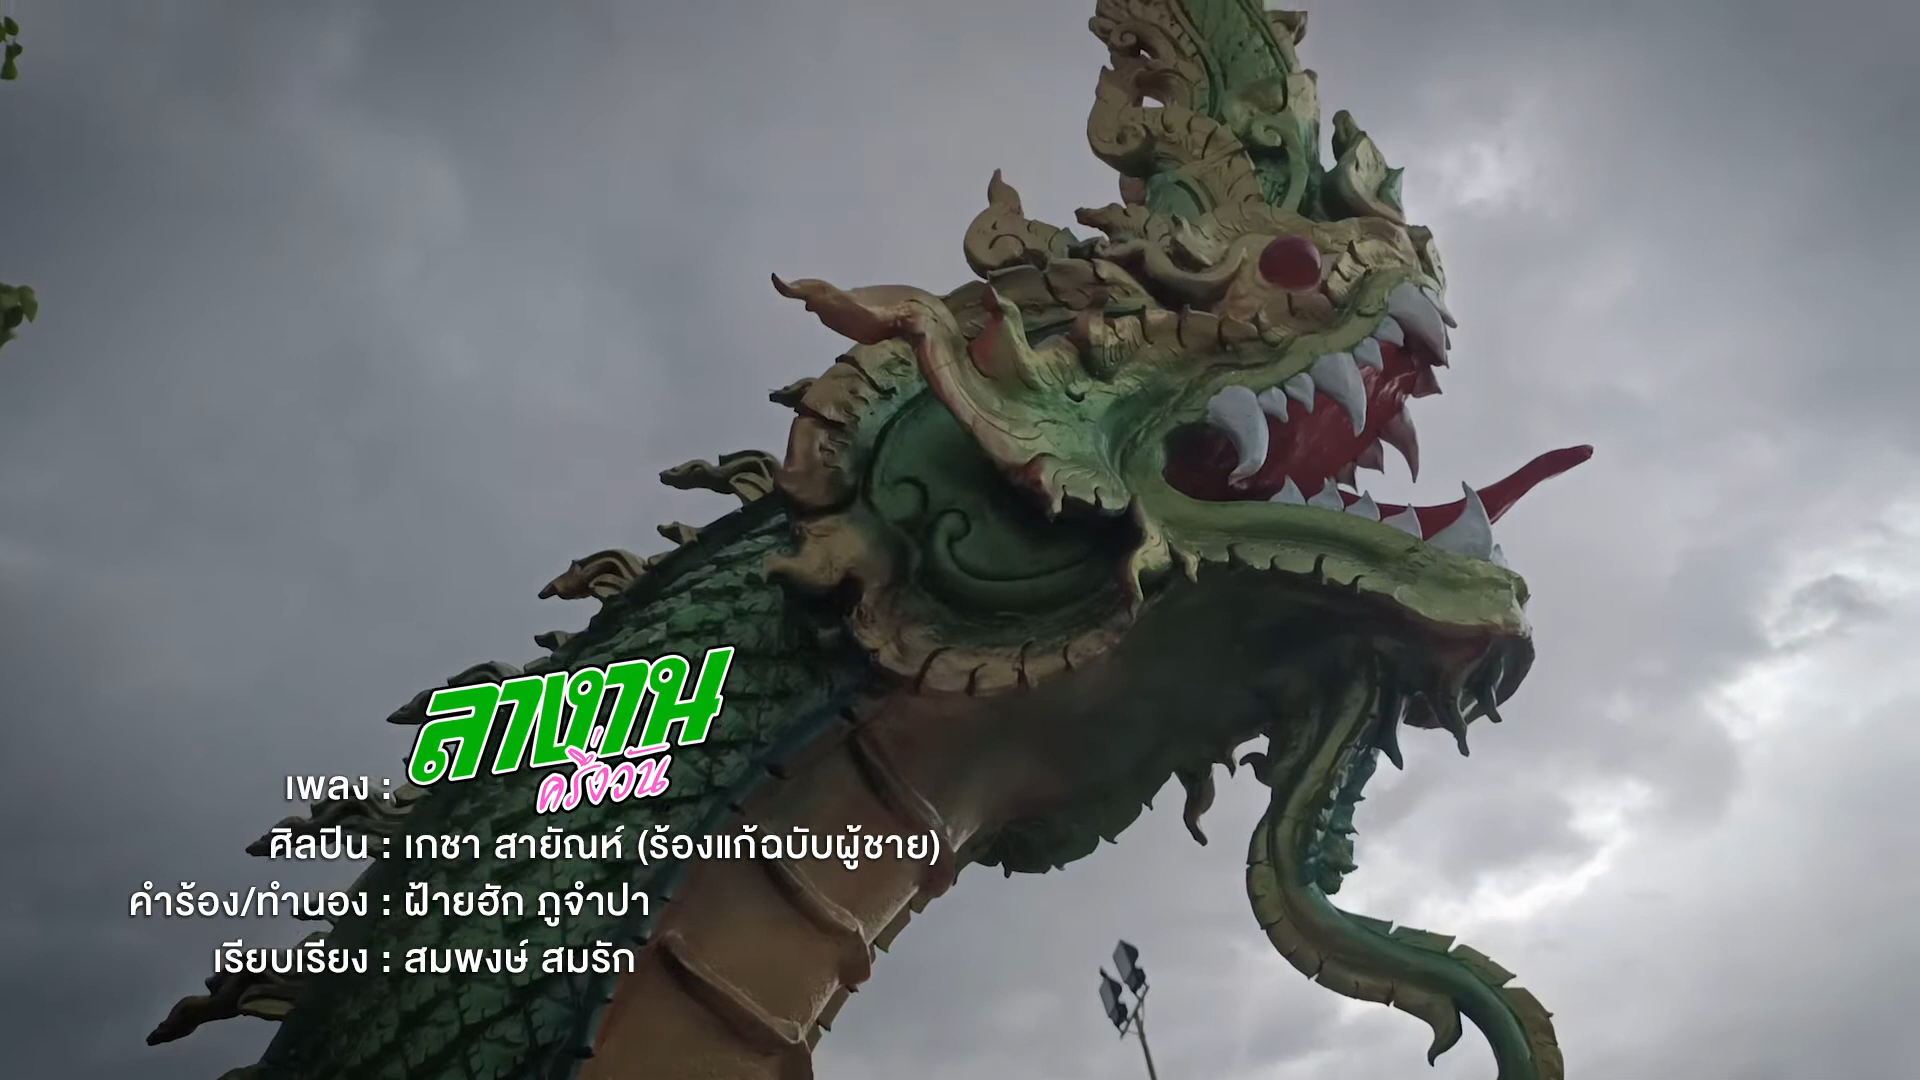 เพลง : ลางาน
ครึ่งวัน
ศิลปิน : เกชา สายัณห์ (ร้องแก้ฉบับผู้ชาย)
คำร้อง/ทำนอง : ฝ้ายฮัก ภูจำปา
เรียบเรียง : สมพงษ์ สมรัก